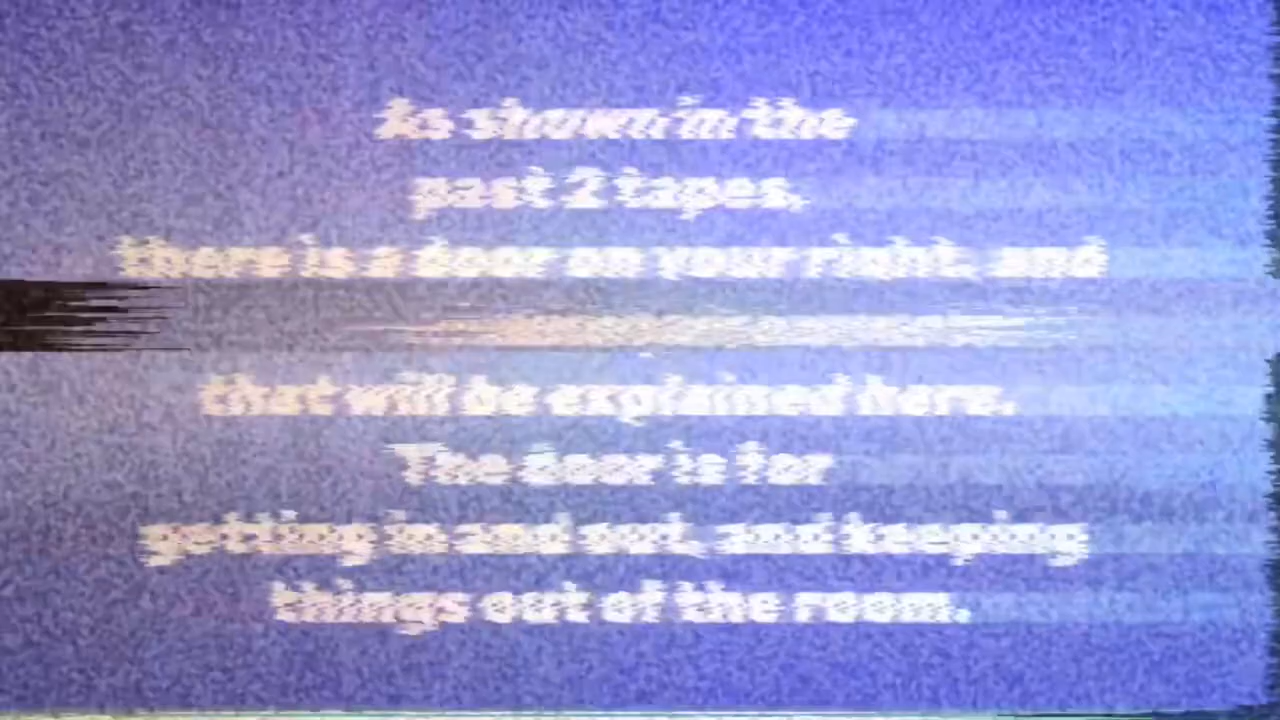 As shown in the
past 2 tapes,
there is a door on your right, and
that will be explained here.
The door is for
getting in and out, and keeping
things out of the room.